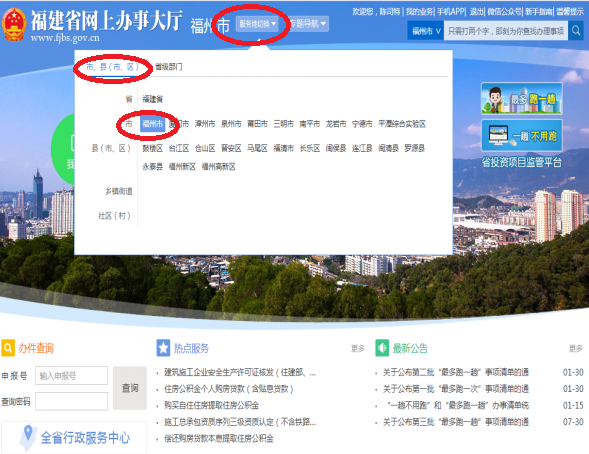 欢迎您，陈词特 | 我的业务| 手机APP| 退出| 微信公众号| 新手指南| 温馨提示
福建省网上办事大厅
www.fjbs.gov.cn
福州市
服务地切换
专题导航
福州市
只需打两个字，即刻为你查找办理事项
市、县（市、区）
省级部门
省 福建省
市 福州市 厦门市 漳州市 泉州市 莆田市 三明市 南平市 龙岩市 宁德市 平潭综合实验区
县（市、区） 鼓楼区 台江区 仓山区 晋安区 马尾区 福清市 长乐区 闽侯县 连江县 闽清县 罗源县
永泰县 福州新区 福州高新区
乡镇街道
社区（村）
我
最多跑一趟
一趟不用跑
省投资项目监管平台
办件查询
申报号 输入申报号
查询密码
查询
全省行政服务中心
热点服务 更多
建筑施工企业安全生产许可证核发（住建部、...
住房公积金个人购房贷款（含贴息贷款）
购买自住住房提取住房公积金
施工总承包资质序列三级资质认定（不含铁路...
偿还购房贷款本息提取住房公积金
最新公告 更多
关于公布第二批“最多跑一趟”事项清单的通 01-30
关于公布第一批“最多跑一次”事项清单的通 01-30
“一趟不用跑”和“最多跑一趟”办事清单统 01-15
关于公布第三批“最多跑一趟”事项清单的通 07-30